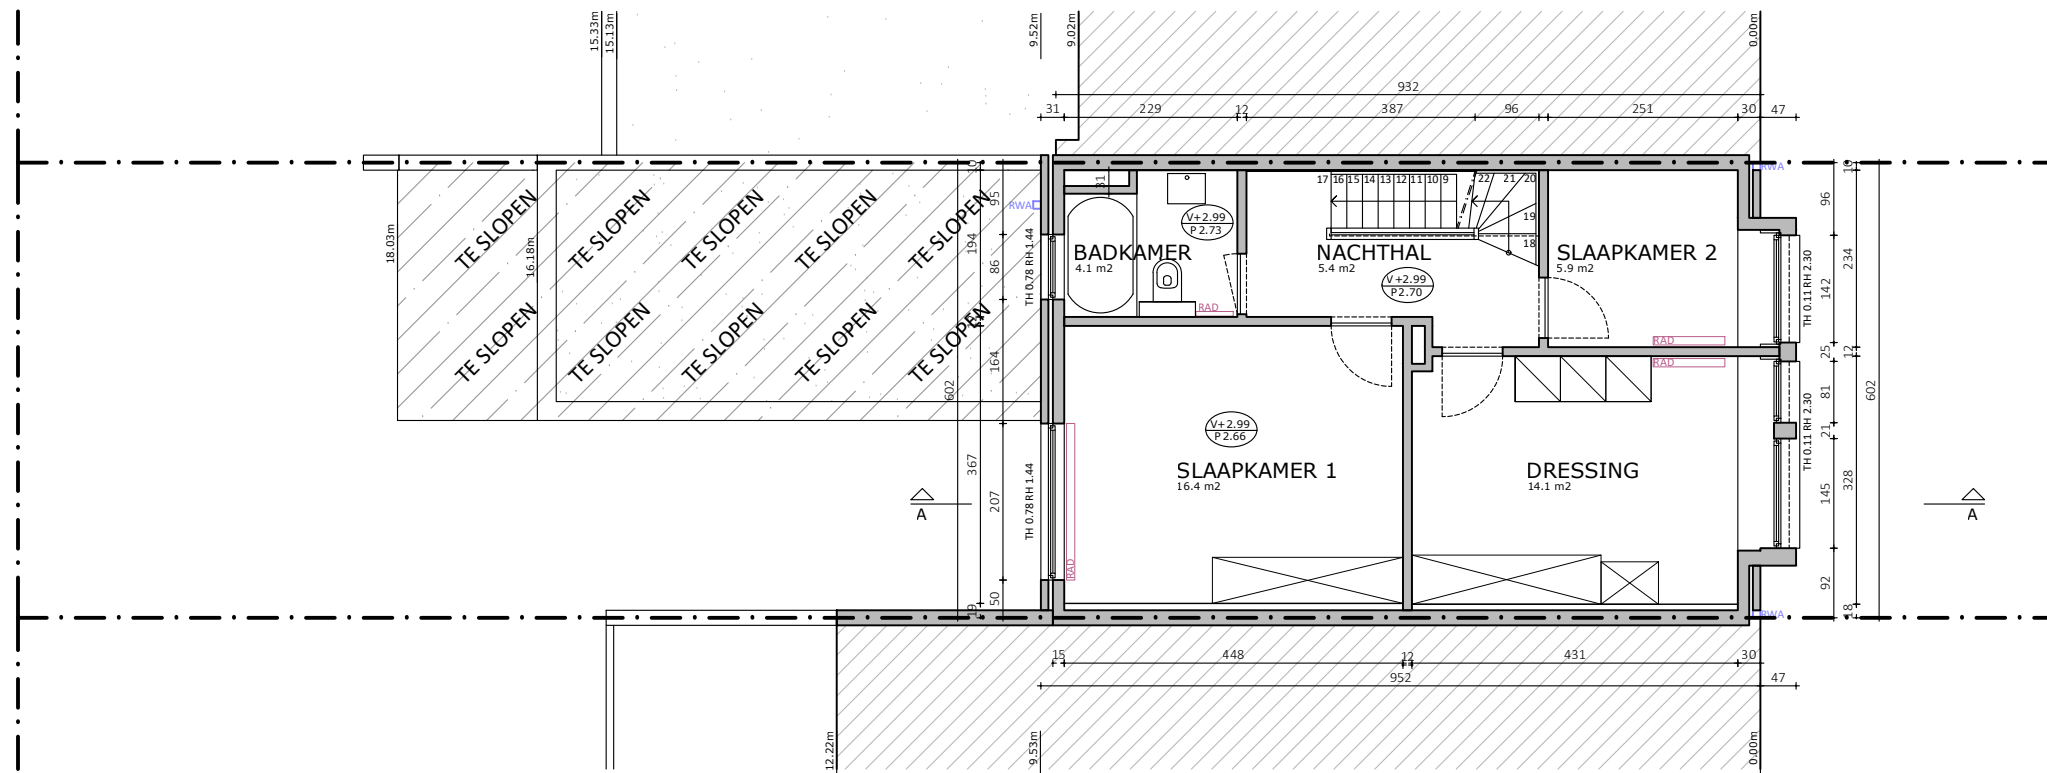 15.33m
15.13m
9.52m
9.02m
0.00m
932
31 229 12 387 96 251 30 47
18.03m
16.18m
TE SLOPEN TE SLOPEN TE SLOPEN TE SLOPEN TE SLOPEN
TE SLOPEN TE SLOPEN TE SLOPEN TE SLOPEN TE SLOPEN
602
10
194
367
19
95
86
164
207
50
RWA
TH 0.78 RH 1.44
TH 0.78 RH 1.44
31
V+2.99
P 2.73
BADKAMER
4.1 m2
RAD
17 16 15 14 13 12 11 10 9 22 21 20
19
18
NACHTHAL
5.4 m2
V+2.99
P2.70
SLAAPKAMER 2
5.9 m2
RAD
RAD
V+2.99
P 2.66
SLAAPKAMER 1
16.4 m2
RAD
DRESSING
14.1 m2
RWA
RWA
TH 0.11 RH 2.30
TH 0.11 RH 2.30
96
142
25
81
21
145
92
10
234
12
328
18
602
A
A
15 448 12 431 30
952 47
12.22m
9.53m
0.00m